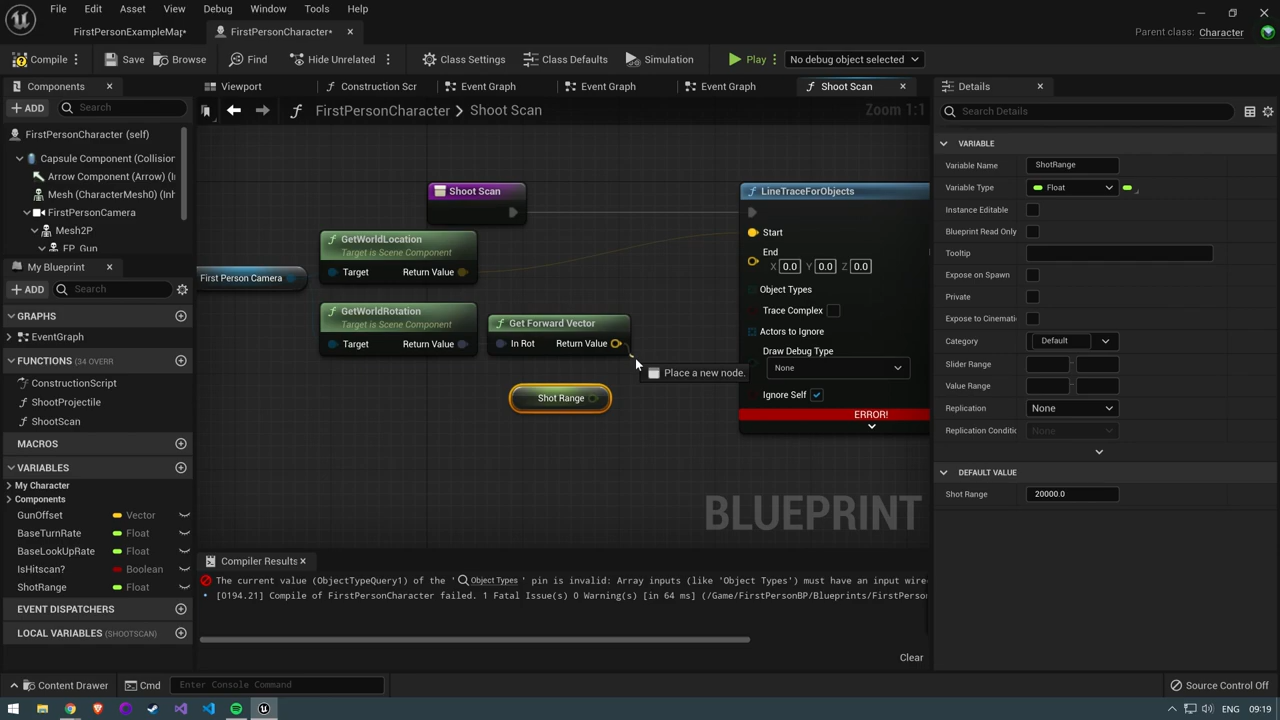 File Edit Asset View Debug Window Tools Help
FirstPersonExampleMap*
FirstPersonCharacter*
Parent class: Character
Compile
Save
Browse
Find
Hide Unrelated
Class Settings
Class Defaults
Simulation
Play
No debug object selected
Components
Viewport
Construction Scr
Event Graph
Event Graph
Event Graph
Shoot Scan
Details
ADD
Search
FirstPersonCharacter > Shoot Scan
Zoom 1:1
Search Details
FirstPersonCharacter (self)
Capsule Component (Collision
Arrow Component (Arrow) (In
Mesh (CharacterMesh0) (Inh
FirstPersonCamera
Mesh2P
FP_Gun
My Blueprint
ADD
Search
GRAPHS
EventGraph
FUNCTIONS (34 OVERR
ConstructionScript
ShootProjectile
ShootScan
MACROS
VARIABLES
My Character
Components
GunOffset Vector
BaseTurnRate Float
BaseLookUpRate Float
IsHitscan? Boolean
ShotRange Float
EVENT DISPATCHERS
LOCAL VARIABLES (SHOOTSCAN)
Shoot Scan
First Person Camera
GetWorldLocation
Target is Scene Component
Target Return Value
GetWorldRotation
Target is Scene Component
Target Return Value
Get Forward Vector
In Rot Return Value
Shot Range
Place a new node.
LineTraceForObjects
Start
End
X 0.0 Y 0.0 Z 0.0
Object Types
Trace Complex
Actors to Ignore
Draw Debug Type
None
Ignore Self
ERROR!
BLUEPRINT
VARIABLE
Variable Name ShotRange
Variable Type Float
Instance Editable
Blueprint Read Only
Tooltip
Expose on Spawn
Private
Expose to Cinemati
Category Default
Slider Range
Value Range
Replication None
Replication Conditic None
DEFAULT VALUE
Shot Range 20000.0
Compiler Results
The current value (ObjectTypeQuery1) of the ' Object Types ' pin is invalid: Array inputs (like 'Object Types') must have an input wire
[0194.21] Compile of FirstPersonCharacter failed. 1 Fatal Issue(s) 0 Warning(s) [in 64 ms] (/Game/FirstPersonBP/Blueprints/FirstPerson
Clear
Content Drawer
Cmd
Enter Console Command
Source Control Off
ENG 09:19